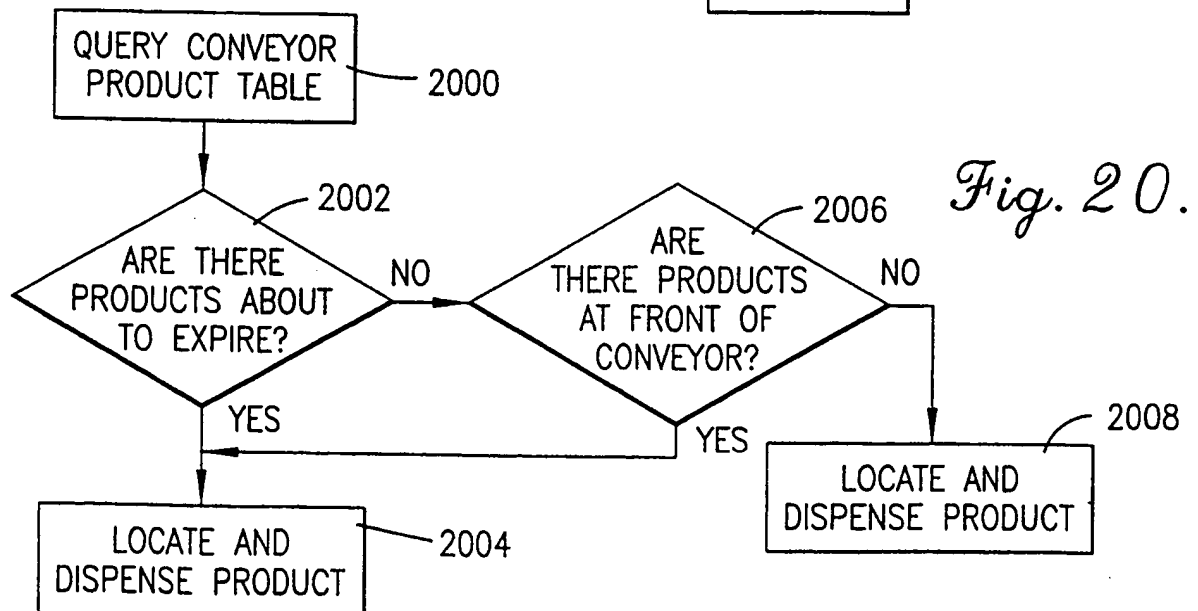 QUERY CONVEYOR
PRODUCT TABLE
2000
2002
ARE THERE
PRODUCTS ABOUT
TO EXPIRE?
NO
YES
2006
ARE
THERE PRODUCTS
AT FRONT OF
CONVEYOR?
NO
YES
Fig. 20.
LOCATE AND
DISPENSE PRODUCT
2004
LOCATE AND
DISPENSE PRODUCT
2008